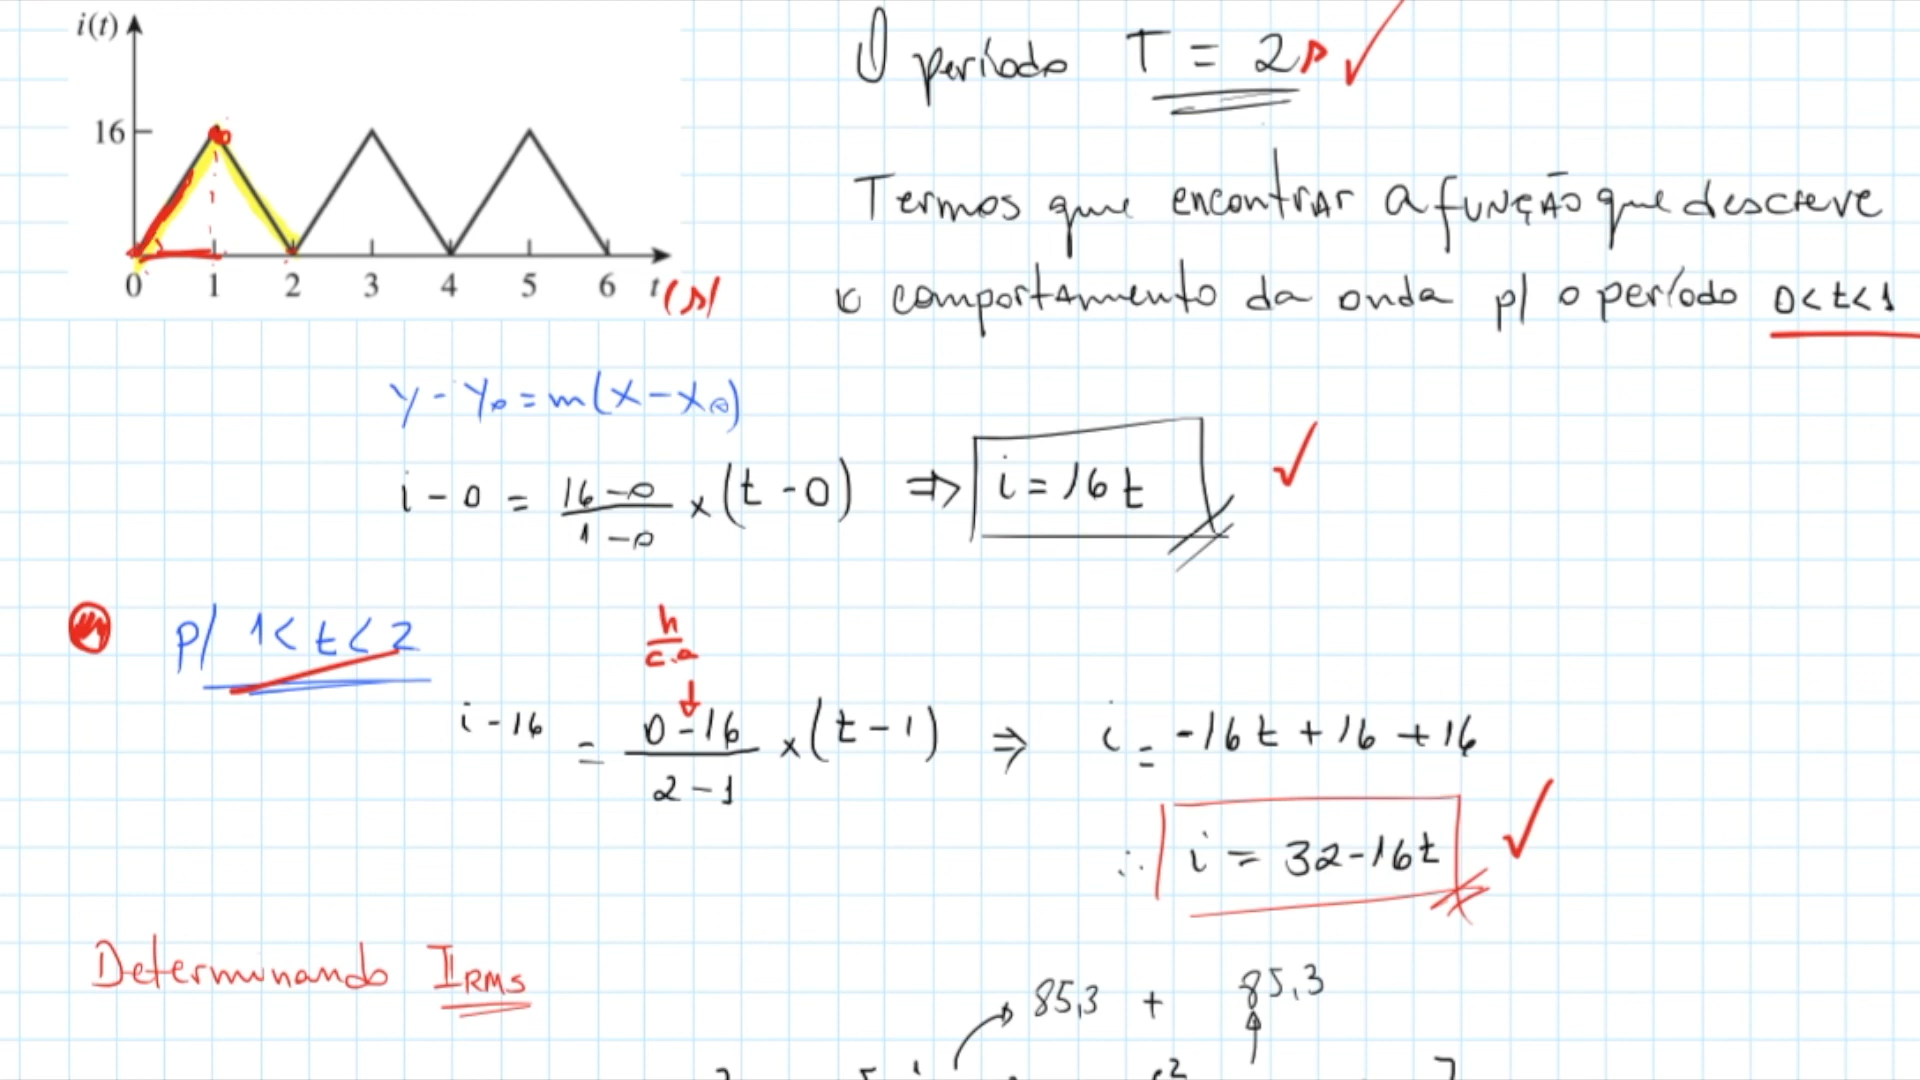 i(t)
16
0 1 2 3 4 5 6 t(s)
O período T = 2s ✓
Termos que encontrar a função que descreve
o comportamento da onda p/ o período 0<t<1
y - y₀ = m(x - x₀)
i - 0 = (16-0)/(1-0) × (t - 0) ⇒ i = 16t ✓
p/ 1 < t < 2
h/c.a
i - 16 = (0-16)/(2-1) × (t - 1) ⇒ i = -16t + 16 + 16
∴ i = 32 - 16t ✓
Determinando IRMS
85,3 + 85,3